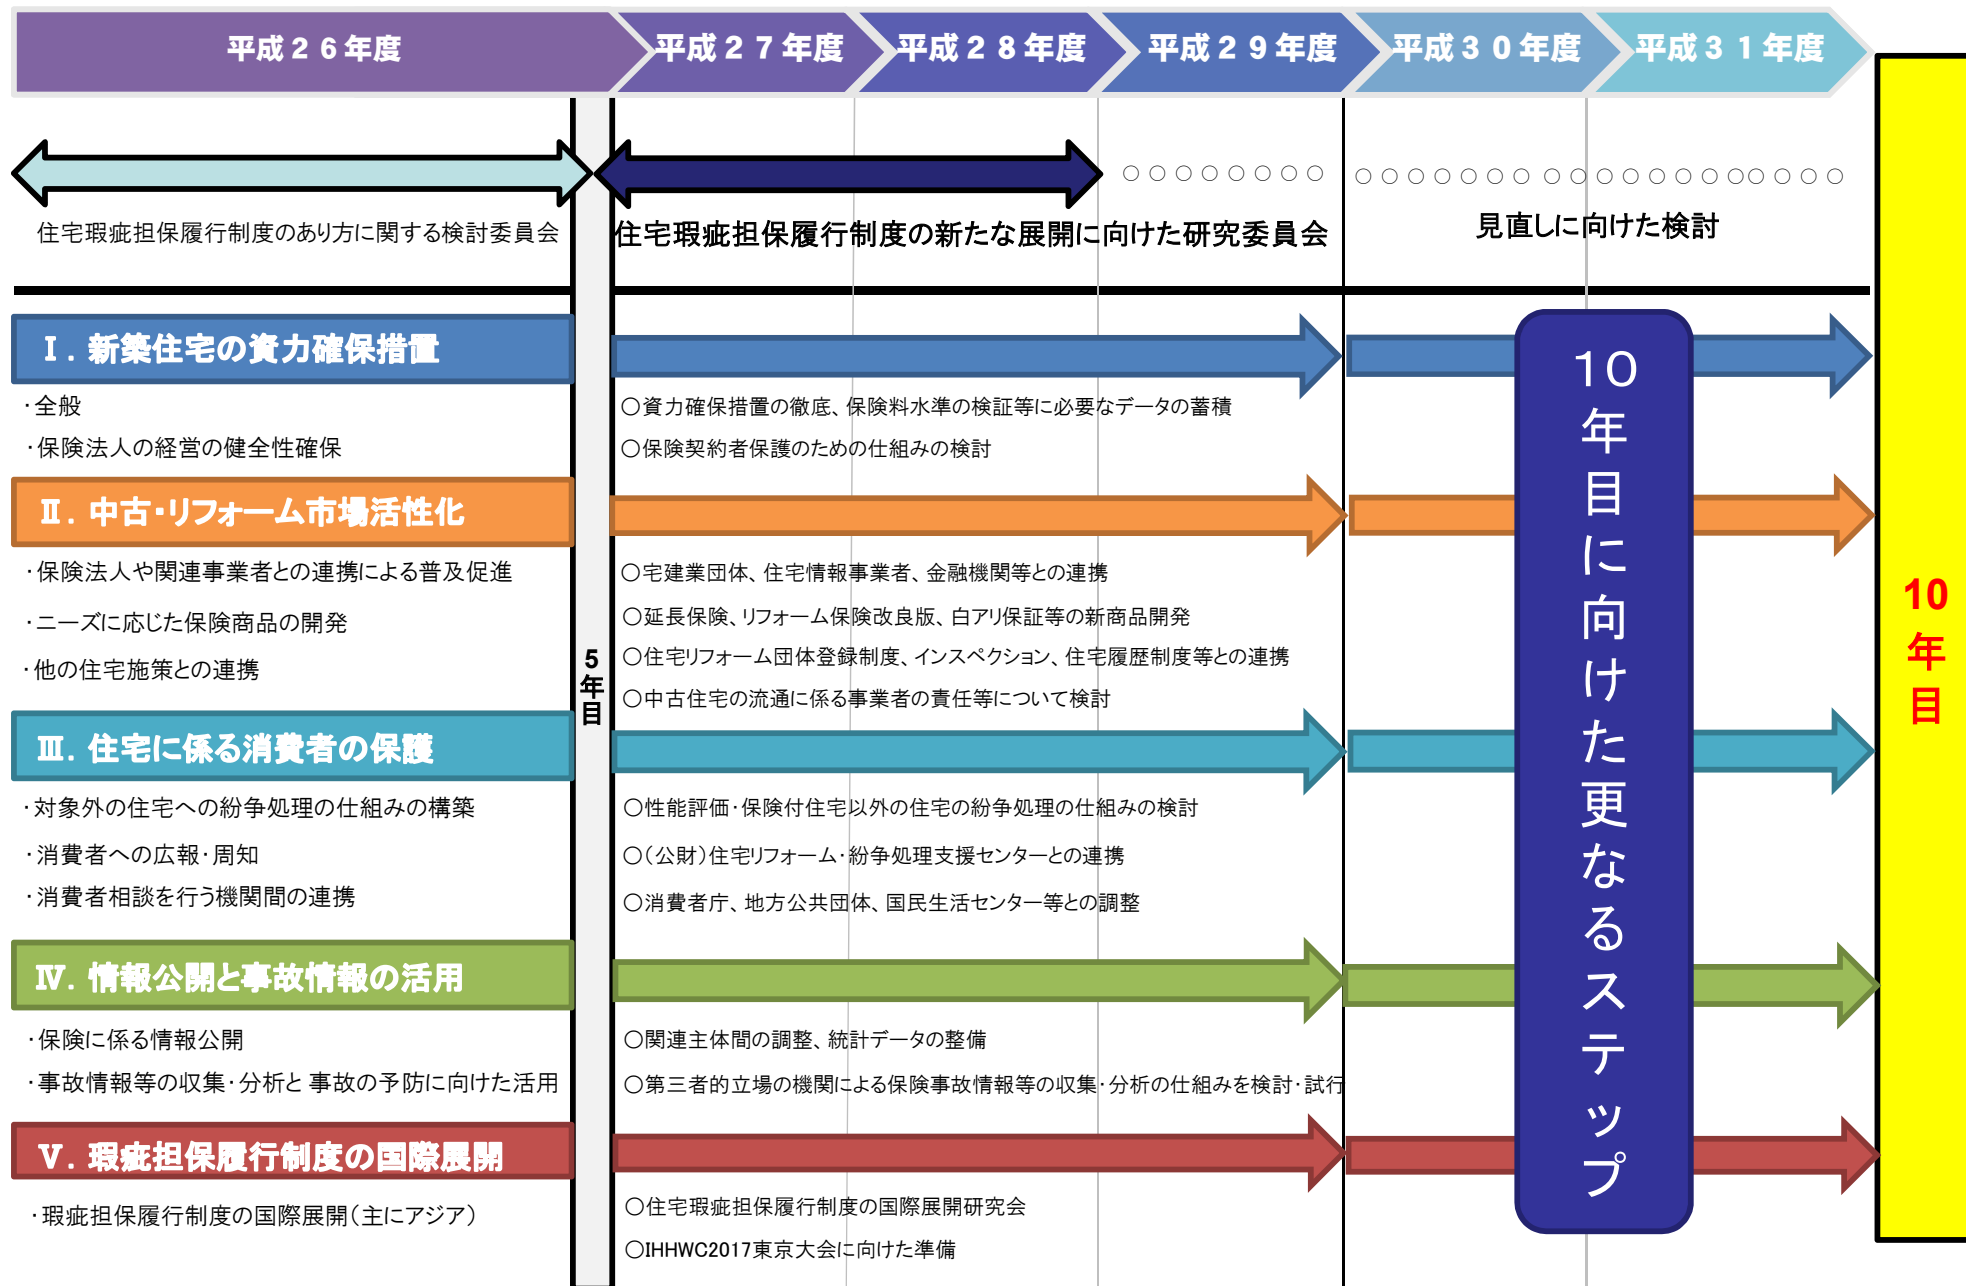 平成２６年度
平成２７年度
平成２８年度
平成２９年度
平成３０年度
平成３１年度
○○○○○○○○
○○○○○○○○○○○○○○○○○○○
住宅瑕疵担保履行制度のあり方に関する検討委員会
住宅瑕疵担保履行制度の新たな展開に向けた研究委員会
見直しに向けた検討
5年目
10年目
10年目に向けた更なるステップ
Ⅰ．新築住宅の資力確保措置
・全般
・保険法人の経営の健全性確保
○資力確保措置の徹底、保険料水準の検証等に必要なデータの蓄積
○保険契約者保護のための仕組みの検討
Ⅱ．中古・リフォーム市場活性化
・保険法人や関連事業者との連携による普及促進
・ニーズに応じた保険商品の開発
・他の住宅施策との連携
○宅建業団体、住宅情報事業者、金融機関等との連携
○延長保険、リフォーム保険改良版、白アリ保証等の新商品開発
○住宅リフォーム団体登録制度、インスペクション、住宅履歴制度等との連携
○中古住宅の流通に係る事業者の責任等について検討
Ⅲ．住宅に係る消費者の保護
・対象外の住宅への紛争処理の仕組みの構築
・消費者への広報・周知
・消費者相談を行う機関間の連携
○性能評価・保険付住宅以外の住宅の紛争処理の仕組みの検討
○（公財）住宅リフォーム・紛争処理支援センターとの連携
○消費者庁、地方公共団体、国民生活センター等との調整
Ⅳ．情報公開と事故情報の活用
・保険に係る情報公開
・事故情報等の収集・分析と 事故の予防に向けた活用
○関連主体間の調整、統計データの整備
○第三者的立場の機関による保険事故情報等の収集・分析の仕組みを検討・試行
Ⅴ．瑕疵担保履行制度の国際展開
・瑕疵担保履行制度の国際展開（主にアジア）
○住宅瑕疵担保履行制度の国際展開研究会
○IHHWC2017東京大会に向けた準備